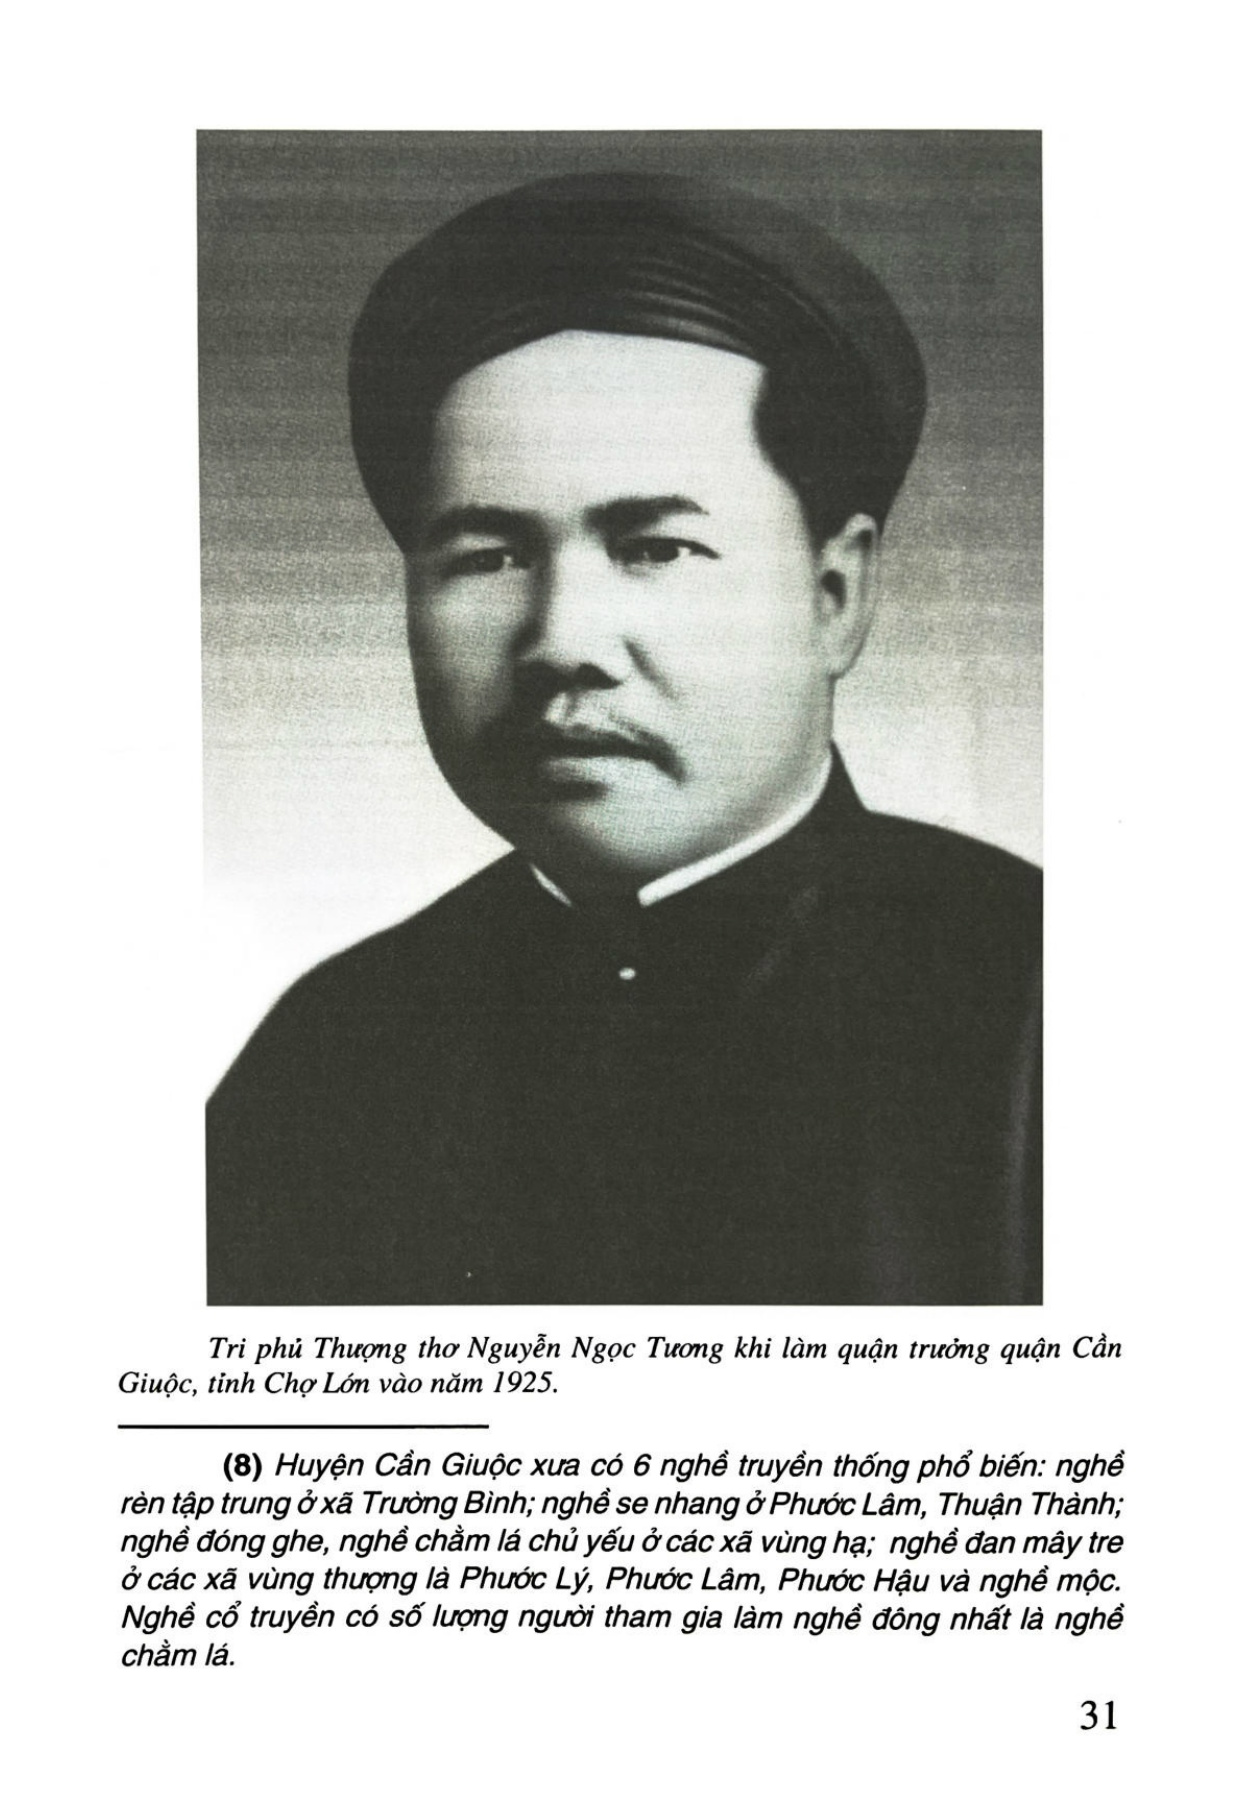 Tri phủ Thượng thơ Nguyễn Ngọc Tương khi làm quận trưởng quận Cần
Giuộc, tỉnh Chợ Lớn vào năm 1925.
(8) Huyện Cần Giuộc xưa có 6 nghề truyền thống phổ biến: nghề
rèn tập trung ở xã Trường Bình; nghề se nhang ở Phước Lâm, Thuận Thành;
nghề đóng ghe, nghề chằm lá chủ yếu ở các xã vùng hạ; nghề đan mây tre
ở các xã vùng thượng là Phước Lý, Phước Lâm, Phước Hậu và nghề mộc.
Nghề cổ truyền có số lượng người tham gia làm nghề đông nhất là nghề
chằm lá.
31